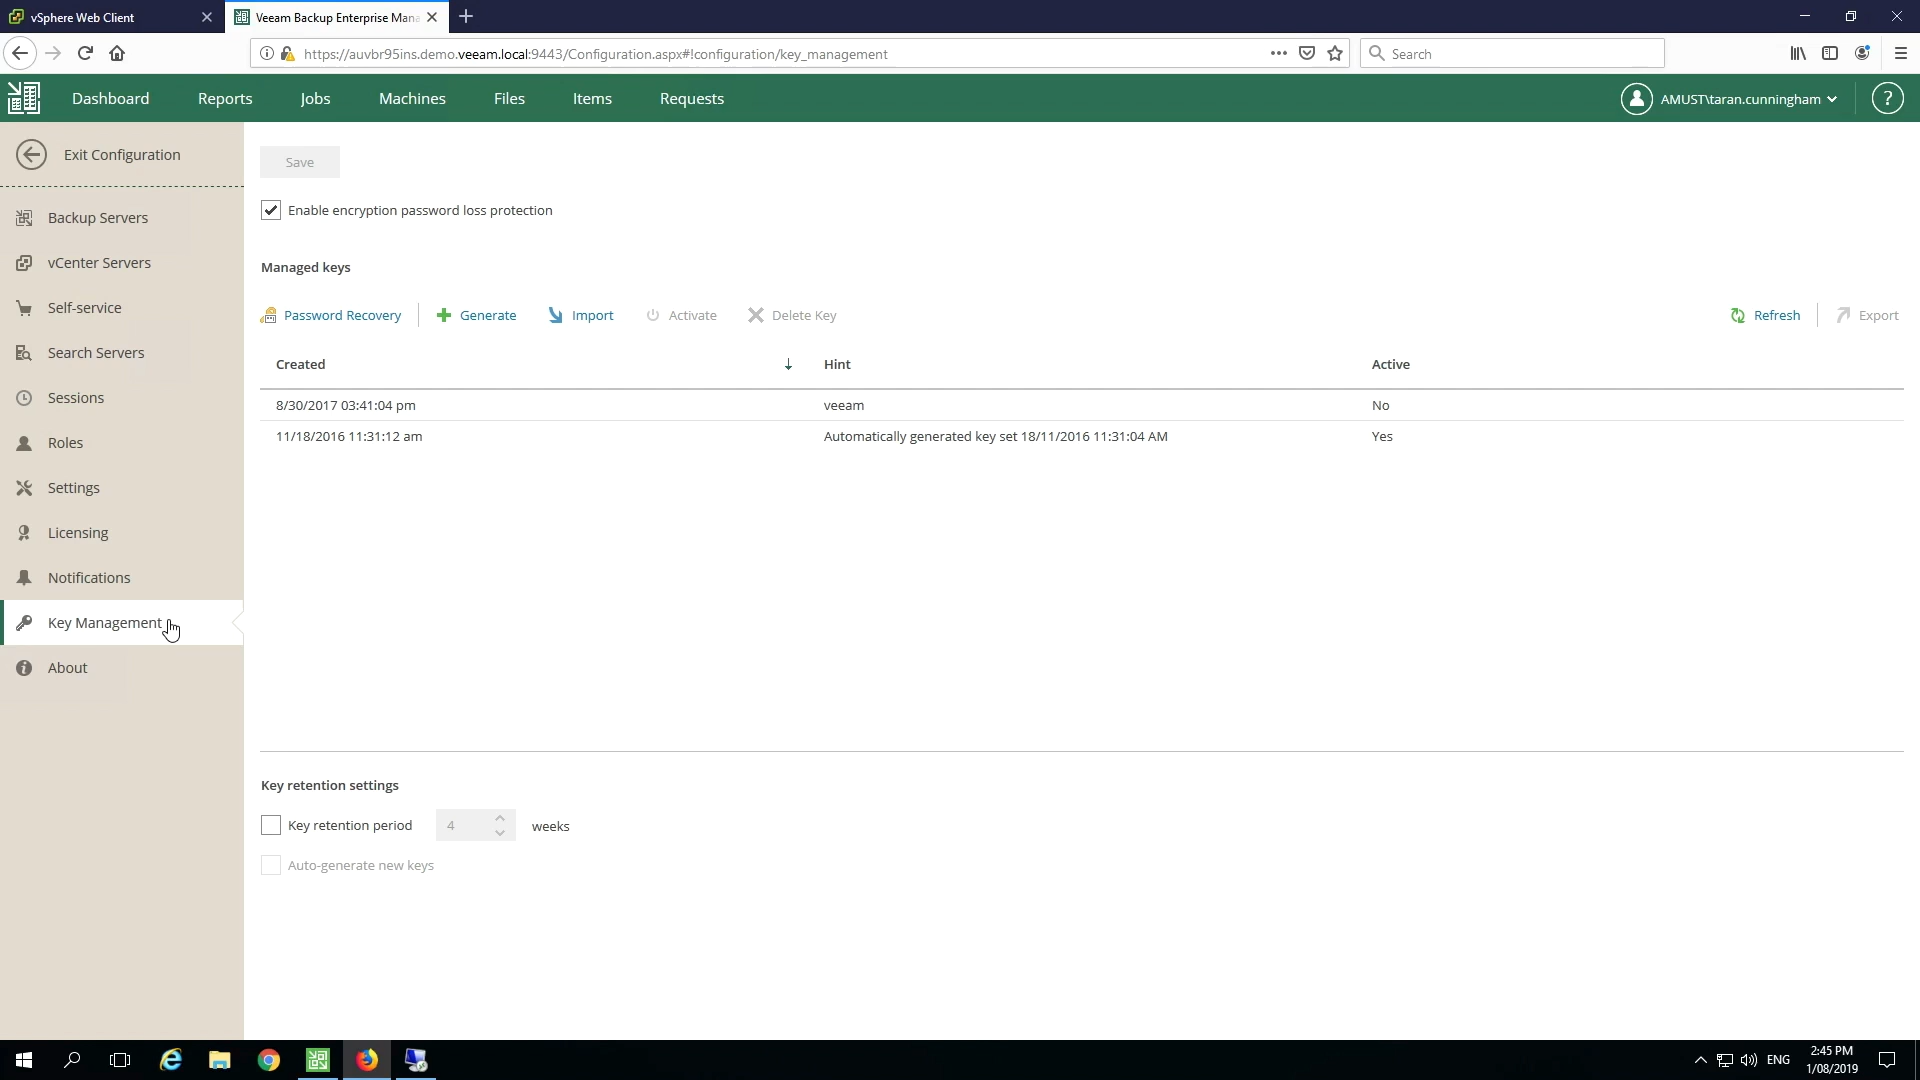 vSphere Web Client
Veeam Backup Enterprise Mana
https://auvbr95ins.demo.veeam.local:9443/Configuration.aspx#!configuration/key_management
Search
Dashboard
Reports
Jobs
Machines
Files
Items
Requests
AMUST\taran.cunningham
?
Exit Configuration
Backup Servers
vCenter Servers
Self-service
Search Servers
Sessions
Roles
Settings
Licensing
Notifications
Key Management
About
Save
Enable encryption password loss protection
Managed keys
Password Recovery
Generate
Import
Activate
Delete Key
Refresh
Export
Created
Hint
Active
8/30/2017 03:41:04 pm
veeam
No
11/18/2016 11:31:12 am
Automatically generated key set 18/11/2016 11:31:04 AM
Yes
Key retention settings
Key retention period
4
weeks
Auto-generate new keys
ENG
2:45 PM
1/08/2019